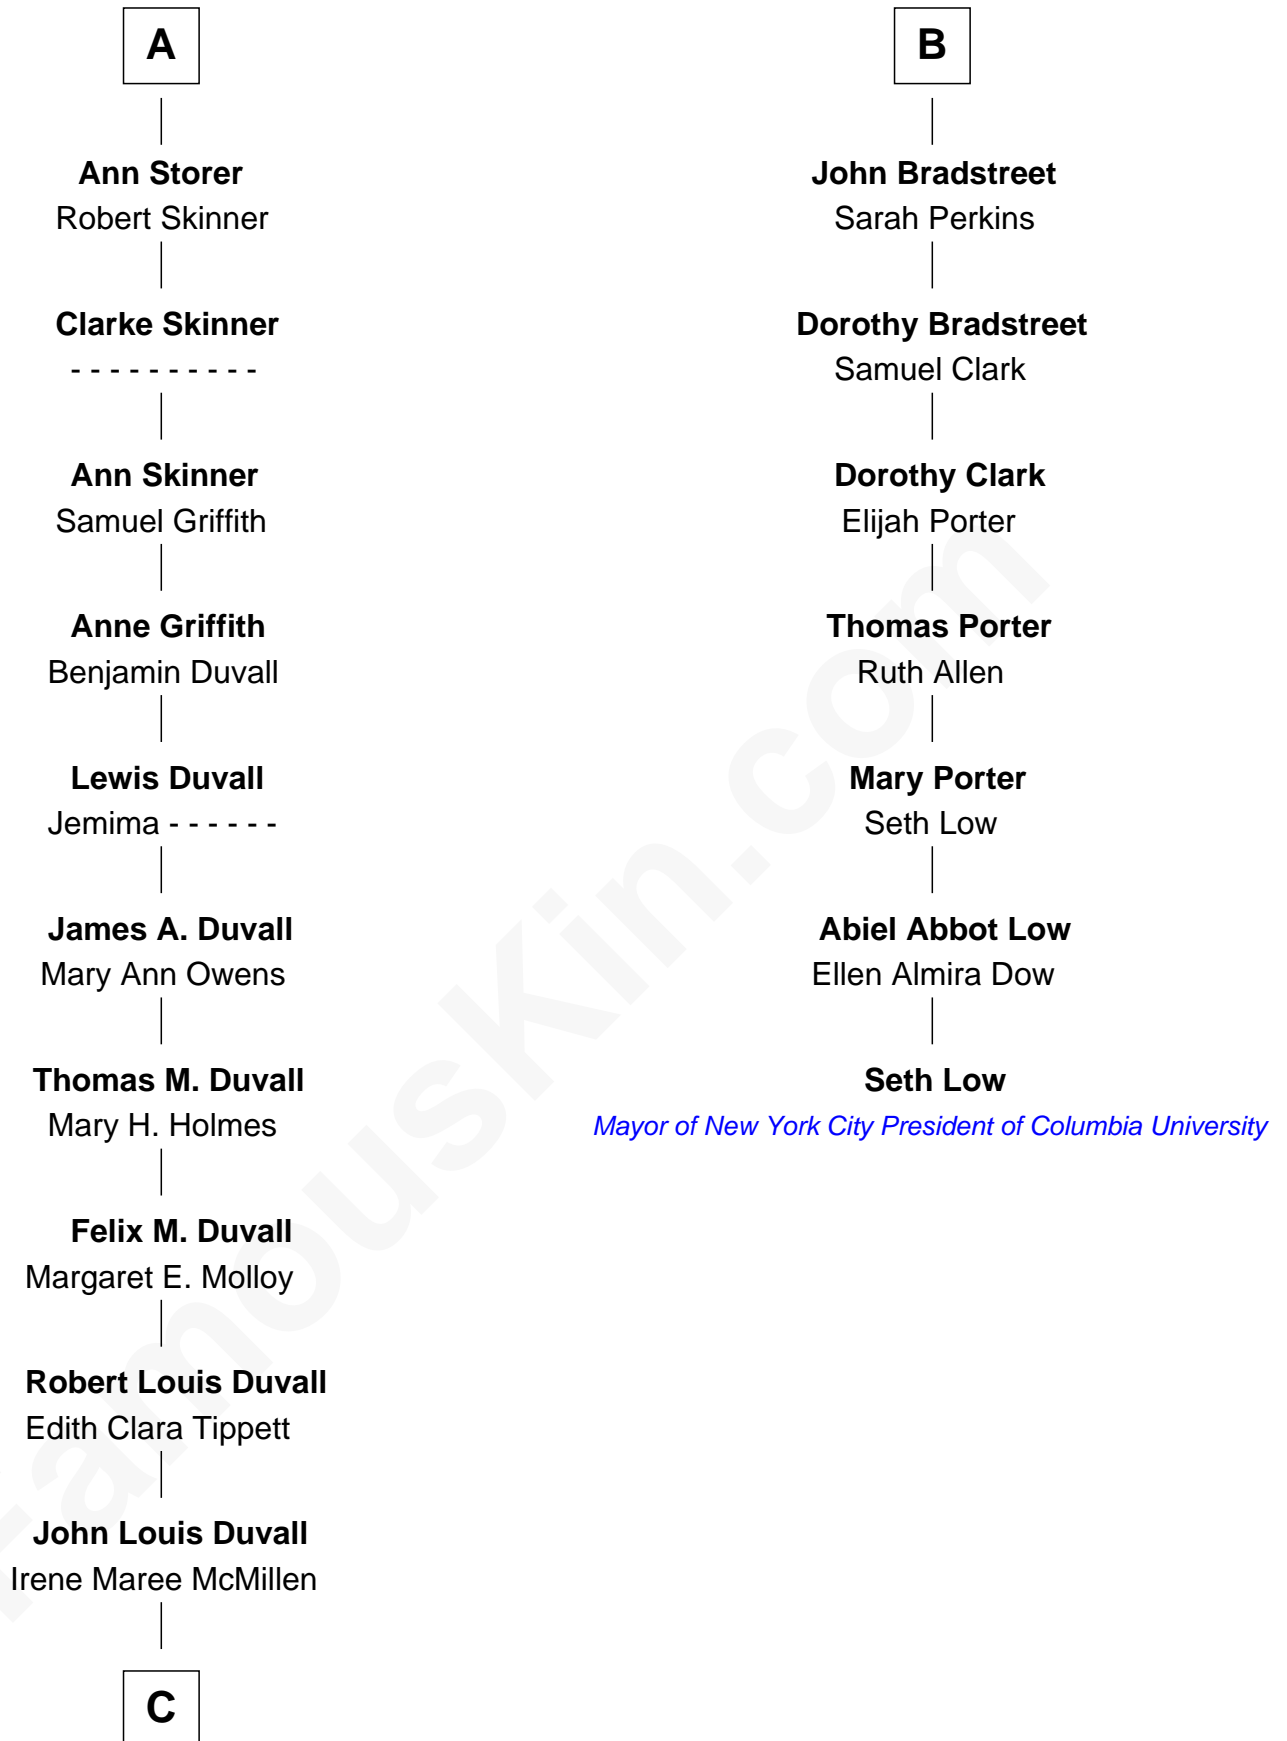 A
Ann Storer
Robert Skinner
Clarke Skinner
- - - - - - - - - -
Ann Skinner
Samuel Griffith
Anne Griffith
Benjamin Duvall
Lewis Duvall
Jemima - - - - - -
James A. Duvall
Mary Ann Owens
Thomas M. Duvall
Mary H. Holmes
Felix M. Duvall
Margaret E. Molloy
Robert Louis Duvall
Edith Clara Tippett
John Louis Duvall
Irene Maree McMillen
C
B
John Bradstreet
Sarah Perkins
Dorothy Bradstreet
Samuel Clark
Dorothy Clark
Elijah Porter
Thomas Porter
Ruth Allen
Mary Porter
Seth Low
Abiel Abbot Low
Ellen Almira Dow
Seth Low
Mayor of New York City President of Columbia University
FamousKin.com